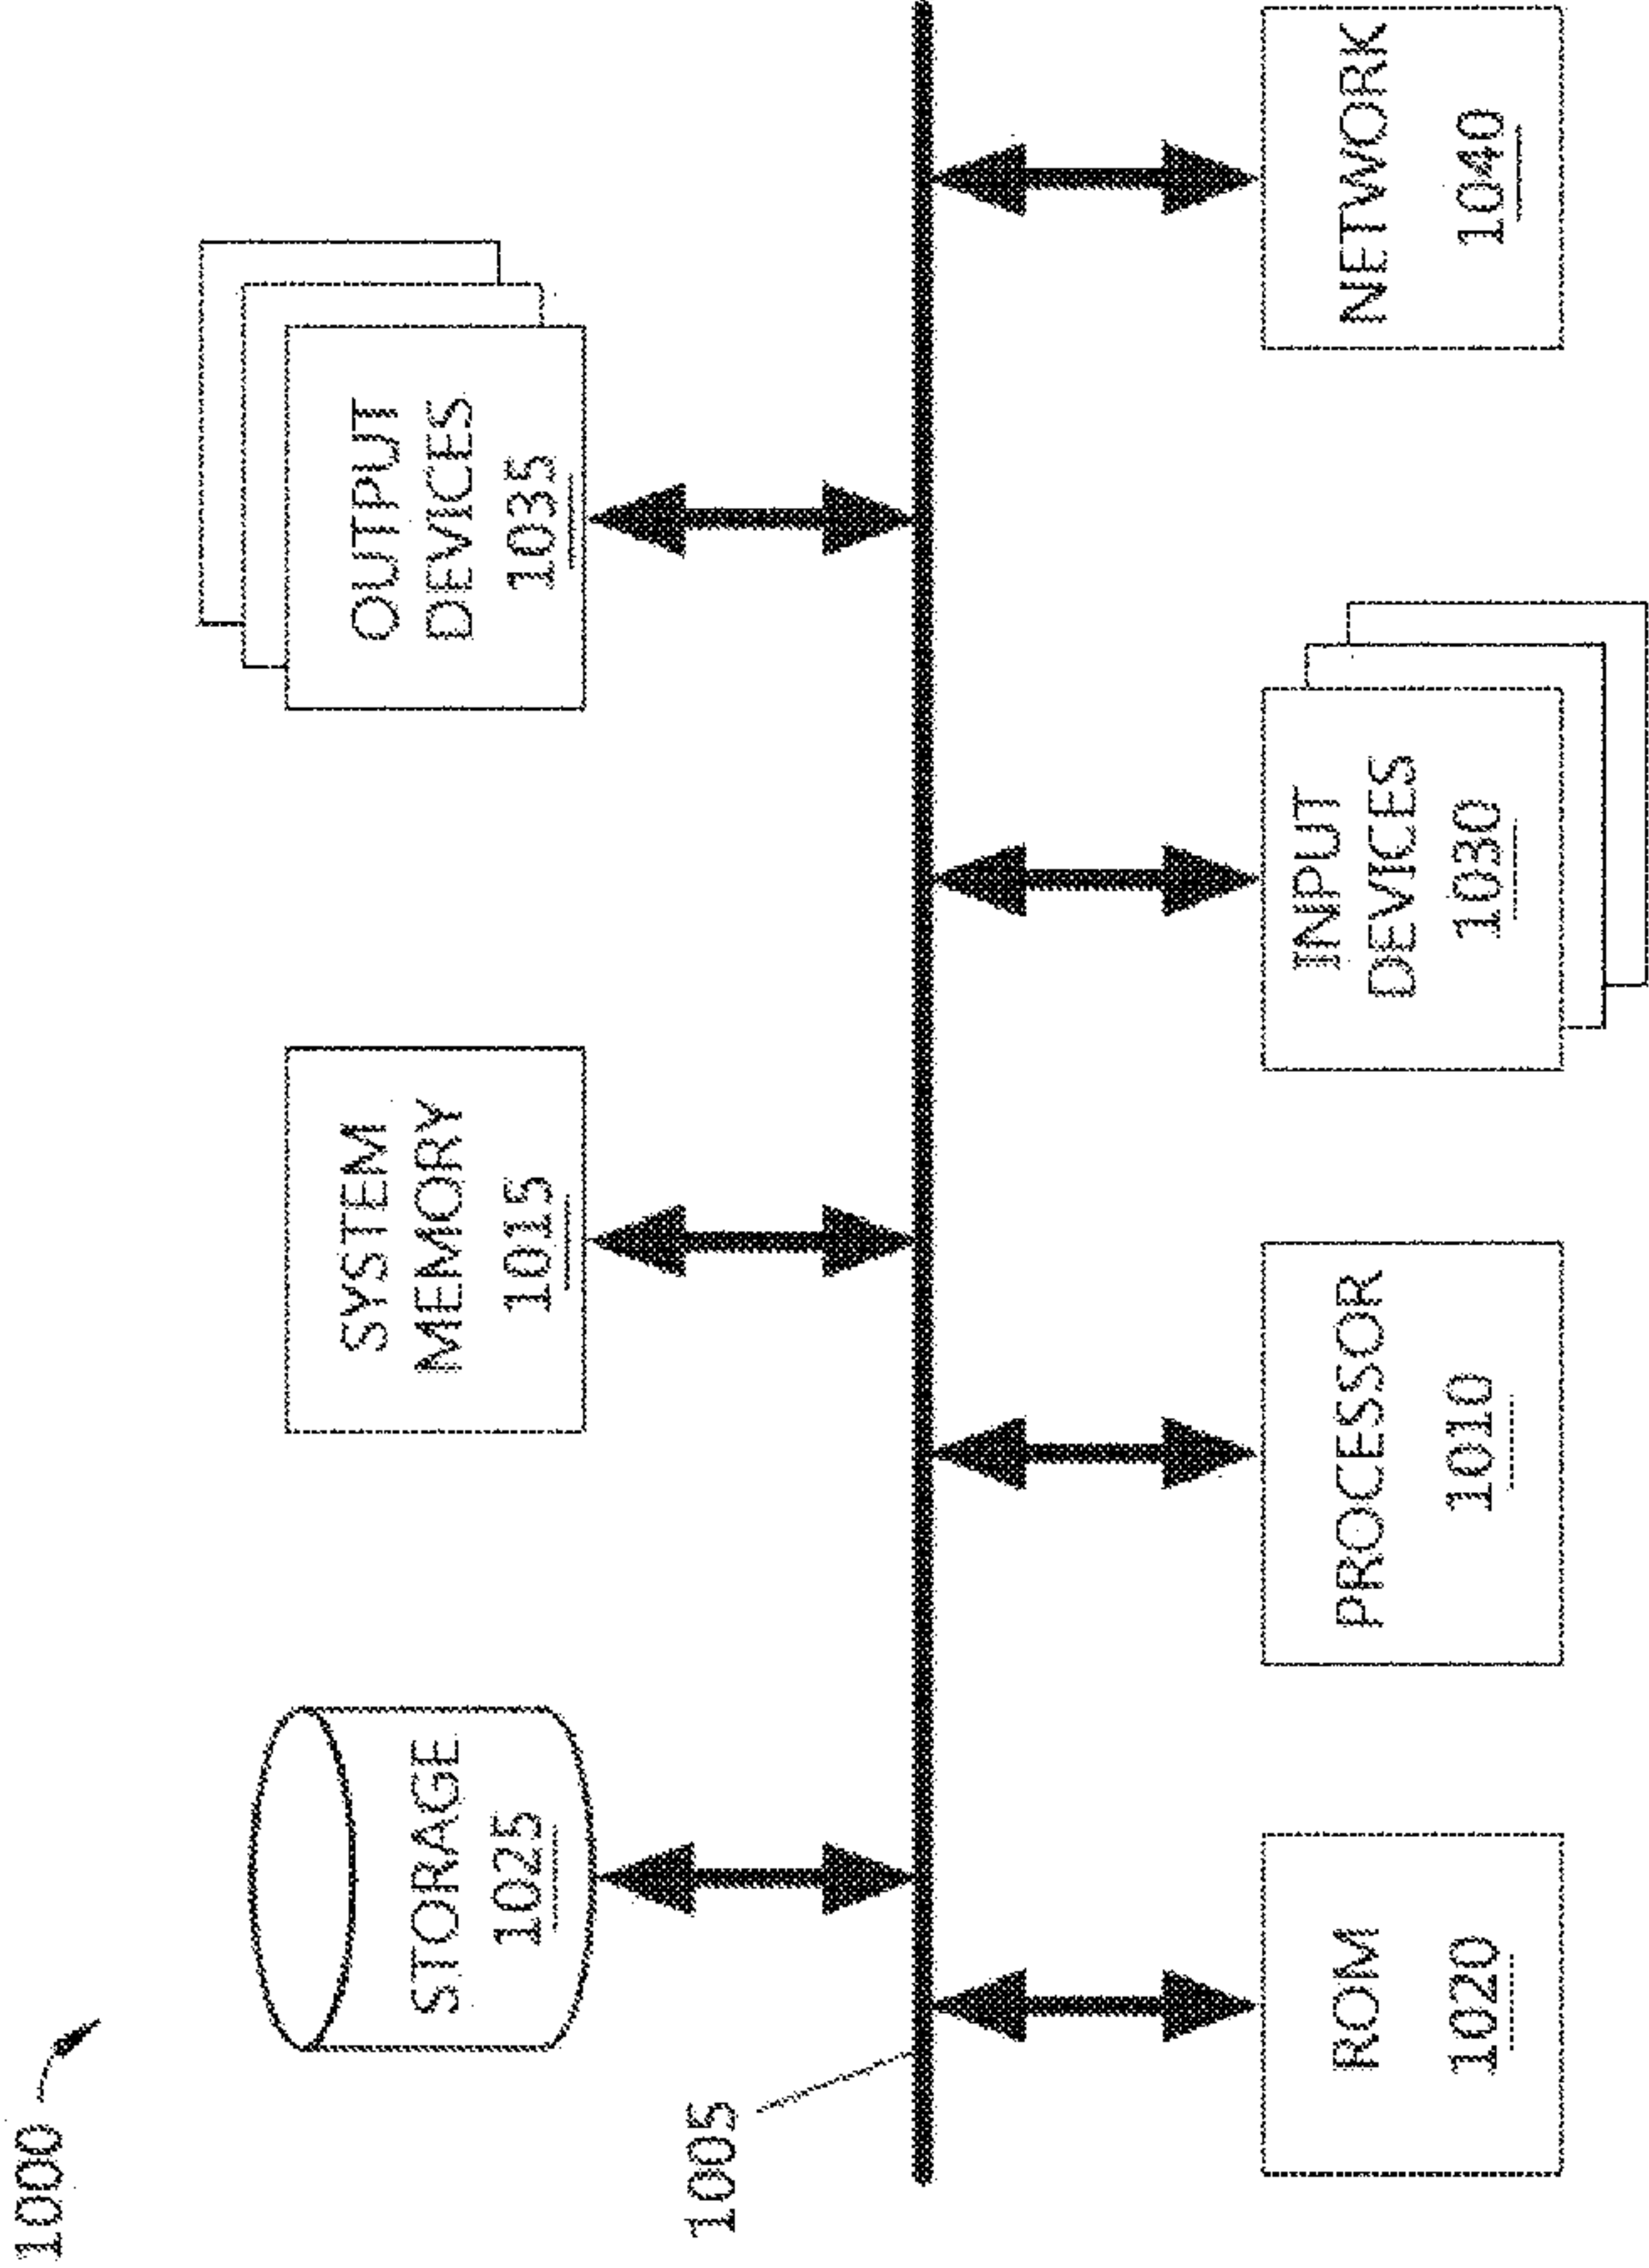 1000
STORAGE
1025
SYSTEM
MEMORY
1015
OUTPUT
DEVICES
1035
1005
ROM
1020
PROCESSOR
1010
INPUT
DEVICES
1030
NETWORK
1040